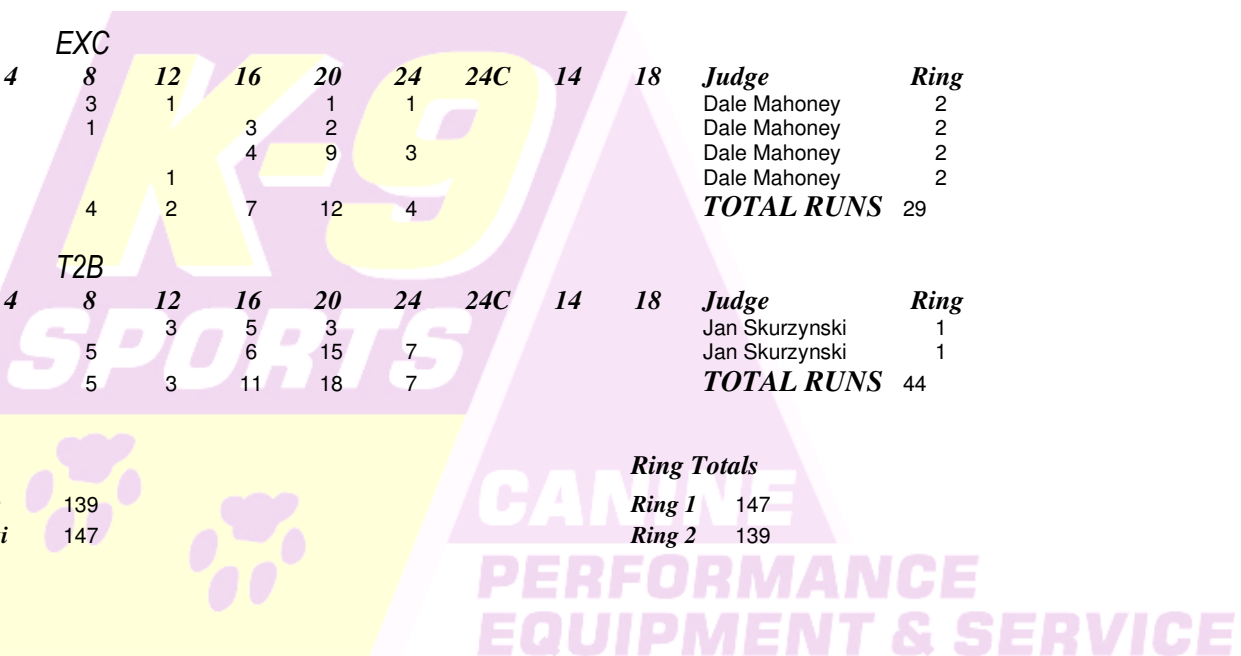 EXC
4 8 12 16 20 24 24C 14 18 Judge Ring
3 1 1 1 Dale Mahoney 2
1 3 2 Dale Mahoney 2
4 9 3 Dale Mahoney 2
1 Dale Mahoney 2
4 2 7 12 4 TOTAL RUNS 29
T2B
4 8 12 16 20 24 24C 14 18 Judge Ring
3 5 3 Jan Skurzynski 1
5 6 15 7 Jan Skurzynski 1
5 3 11 18 7 TOTAL RUNS 44
Ring Totals
139 Ring 1 147
i 147 Ring 2 139
K-9
SPORTS
CANINE
PERFORMANCE
EQUIPMENT & SERVICE